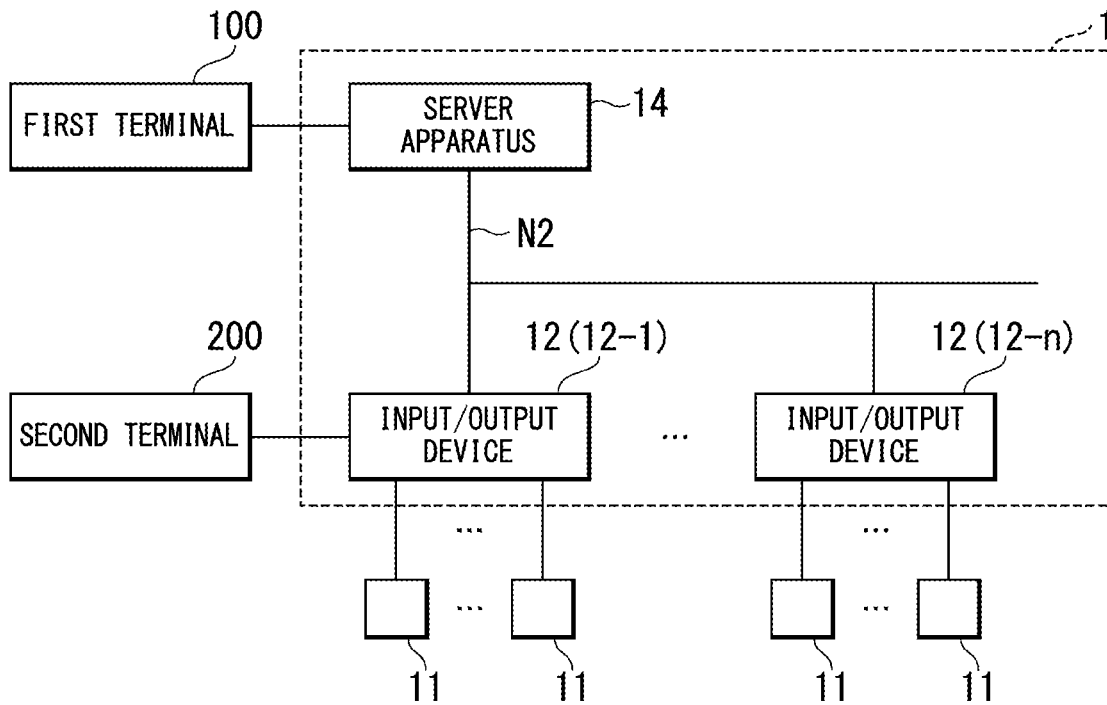 100
1
FIRST TERMINAL
SERVER
APPARATUS
14
N2
200
12(12-1)
12(12-n)
SECOND TERMINAL
INPUT/OUTPUT
DEVICE
...
INPUT/OUTPUT
DEVICE
...
...
...
...
11
11
11
11